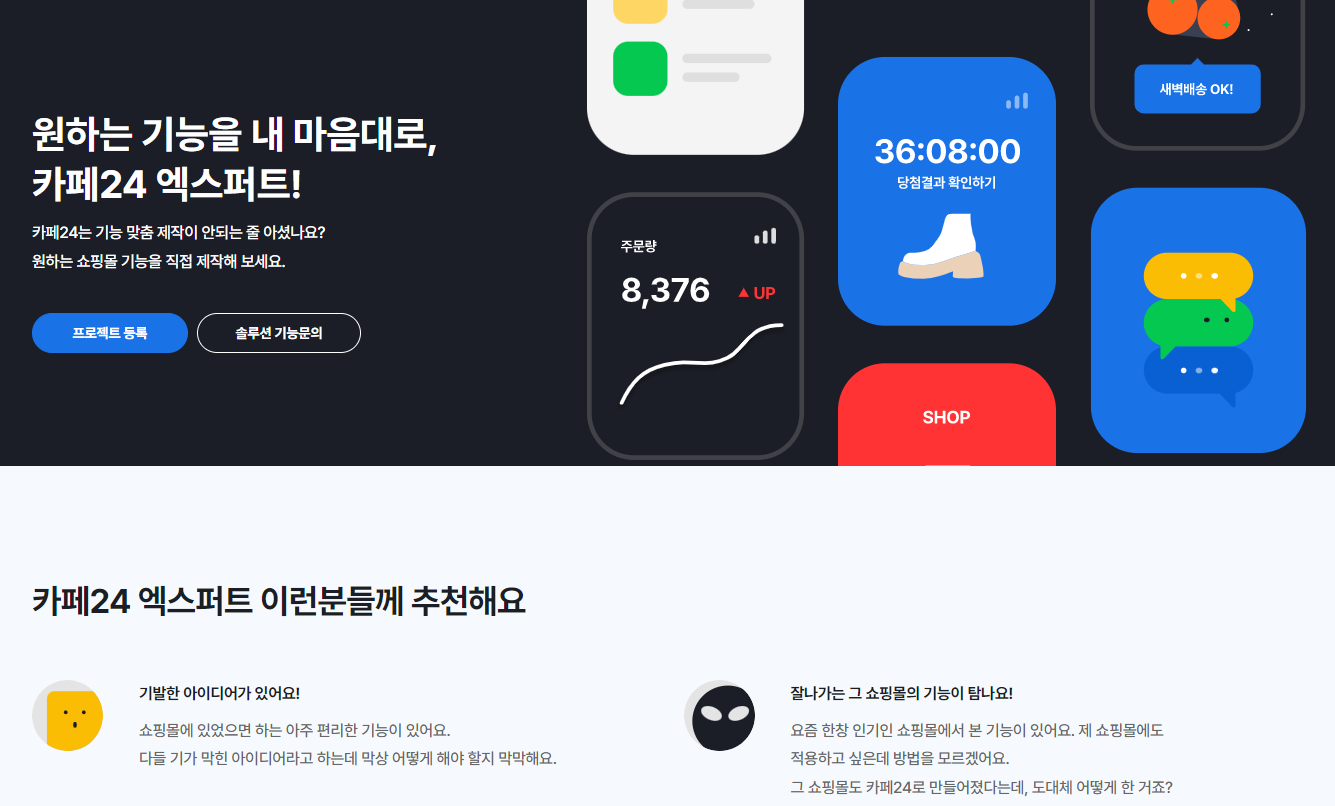 원하는 기능을 내 마음대로,
카페24 엑스퍼트!
카페24는 기능 맞춤 제작이 안되는 줄 아셨나요?
원하는 쇼핑몰 기능을 직접 제작해 보세요.
프로젝트 등록
솔루션 기능문의
주문량
8,376
UP
36:08:00
당첨결과 확인하기
SHOP
새벽배송 OK!
카페24 엑스퍼트 이런분들께 추천해요
기발한 아이디어가 있어요!
쇼핑몰에 있었으면 하는 아주 편리한 기능이 있어요.
다들 기가 막힌 아이디어라고 하는데 막상 어떻게 해야 할지 막막해요.
잘나가는 그 쇼핑몰의 기능이 탐나요!
요즘 한창 인기인 쇼핑몰에서 본 기능이 있어요. 제 쇼핑몰에도
적용하고 싶은데 방법을 모르겠어요.
그 쇼핑몰도 카페24로 만들어졌다는데, 도대체 어떻게 한 거죠?